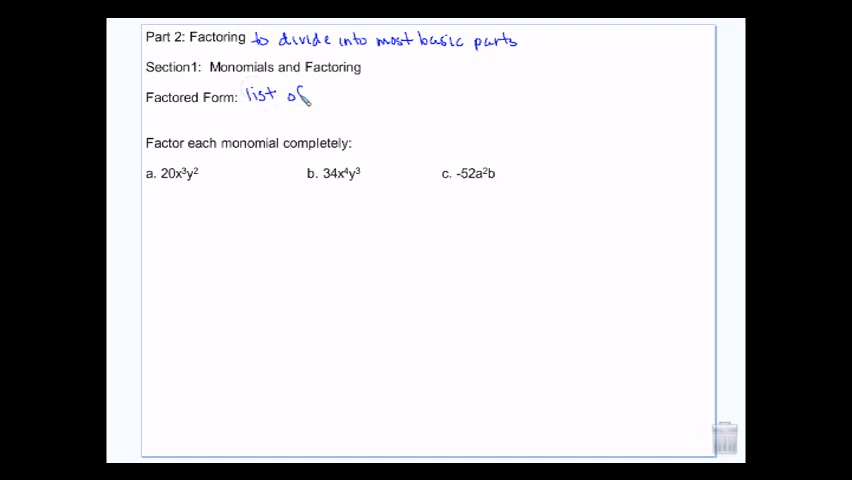 Part 2: Factoring to divide into most basic parts
Section1: Monomials and Factoring
Factored Form: list of
Factor each monomial completely:
a. 20x³y² b. 34x⁴y³ c. -52a²b